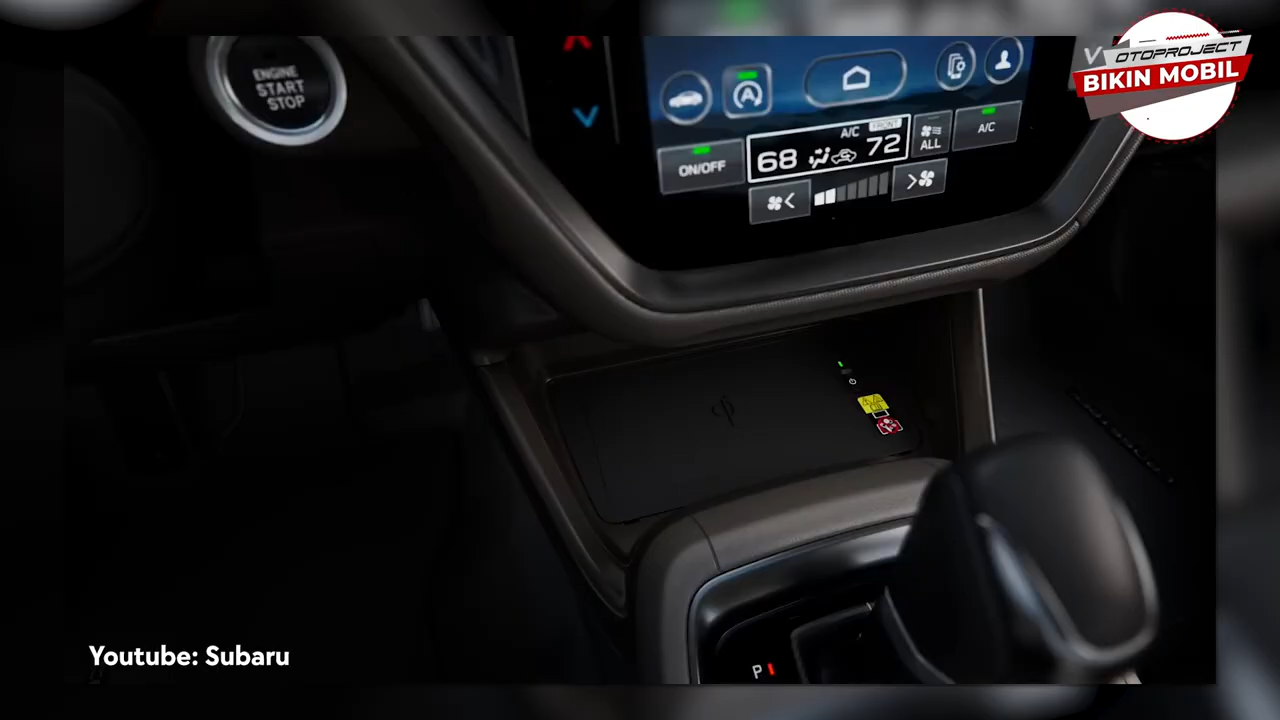 OTOPROJECT
BIKIN MOBIL
ENGINE
START
STOP
ON/OFF
68
A/C
FRONT
72
ALL
A/C
P
Youtube: Subaru